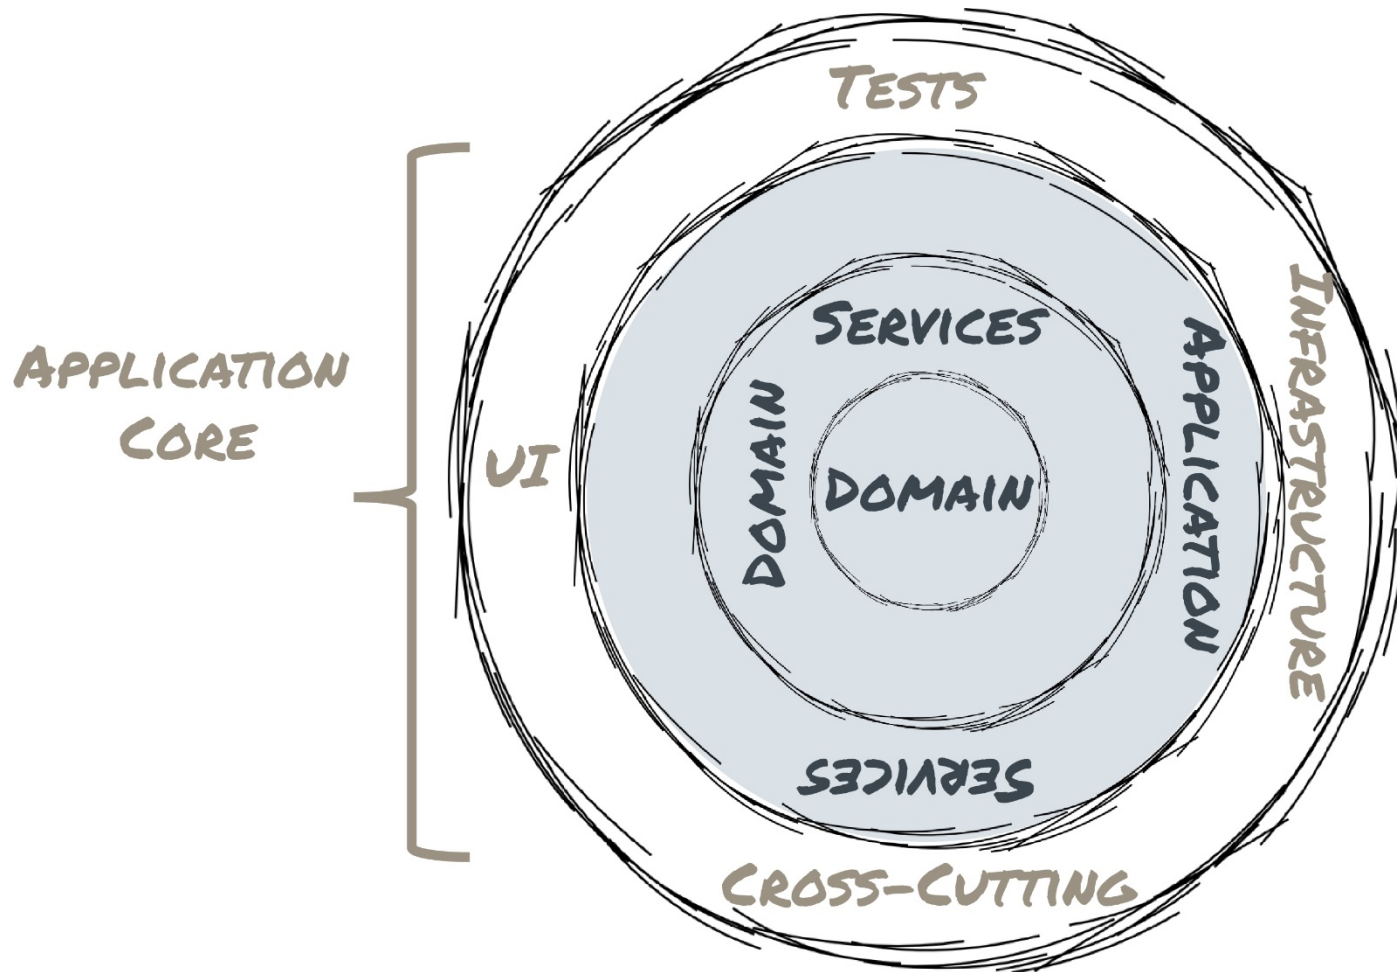 TESTS
APPLICATION
CORE
UI
INFRASTRUCTURE
SERVICES
DOMAIN
DOMAIN
APPLICATION
SERVICES
CROSS-CUTTING